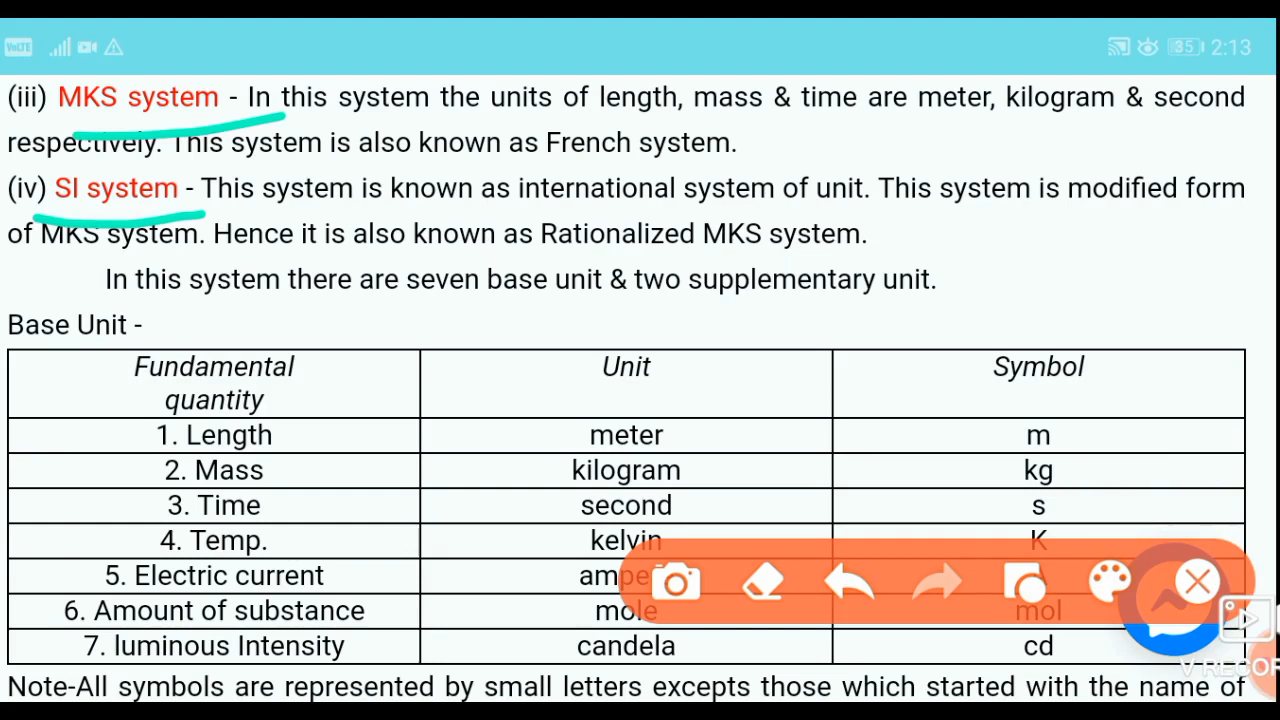 VoLTE 35 2:13
(iii) MKS system - In this system the units of length, mass & time are meter, kilogram & second
respectively. This system is also known as French system.
(iv) SI system - This system is known as international system of unit. This system is modified form
of MKS system. Hence it is also known as Rationalized MKS system.
In this system there are seven base unit & two supplementary unit.
Base Unit -
Fundamental quantity Unit Symbol
1. Length meter m
2. Mass kilogram kg
3. Time second s
4. Temp. kelvin K
5. Electric current ampe
6. Amount of substance mole mol
7. luminous Intensity candela cd
V RECOR
Note-All symbols are represented by small letters excepts those which started with the name of